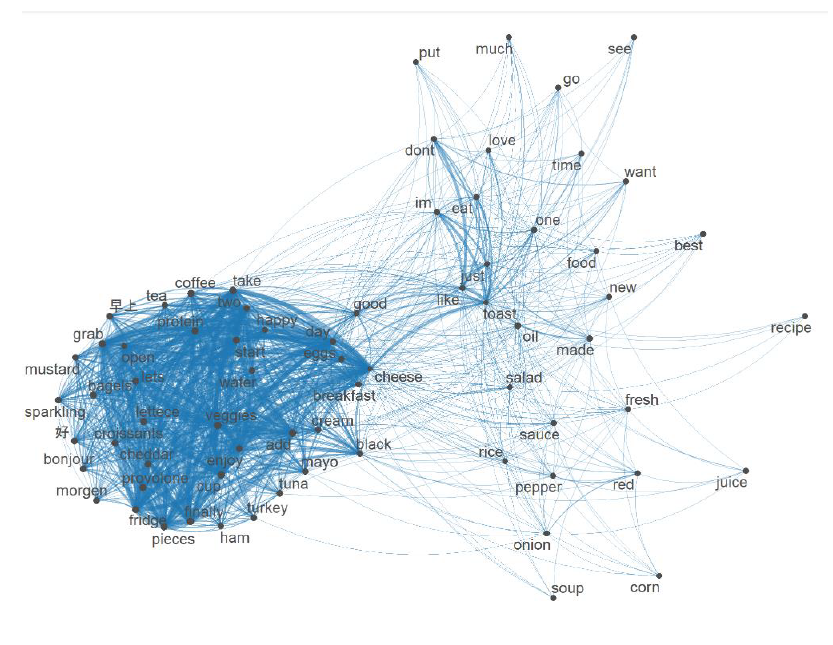 put
much
see
go
dont
love
time
want
im
eat
one
best
food
just
new
like
toast
recipe
oil
made
coffee
take
tea
two
早上
good
protein
happy
day
grab
start
eggs
open
mustard
cheese
lets
water
bagels
breakfast
salad
sparkling
lettece
veggies
fresh
cream
好
croissants
add
black
sauce
cheddar
enjoy
mayo
bonjour
rice
provolone
cup
tuna
pepper
red
juice
morgen
turkey
fridge
finally
pieces
ham
onion
soup
corn